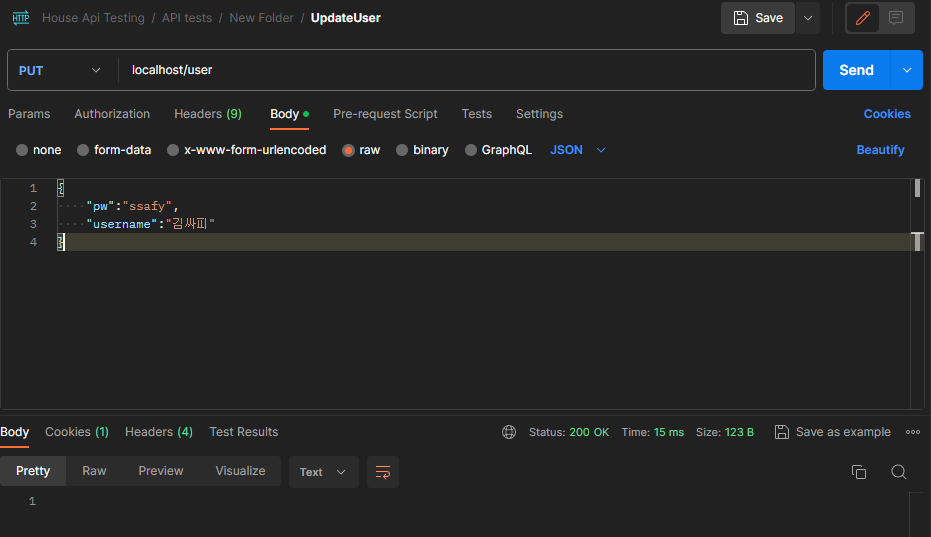 HTTP House Api Testing / API tests / New Folder / UpdateUser Save
PUT localhost/user Send
Params Authorization Headers (9) Body Pre-request Script Tests Settings Cookies
none form-data x-www-form-urlencoded raw binary GraphQL JSON Beautify
1 {
2 "pw":"ssafy",
3 "username":"김싸피"
4 }
Body Cookies (1) Headers (4) Test Results Status: 200 OK Time: 15 ms Size: 123 B Save as example
Pretty Raw Preview Visualize Text
1